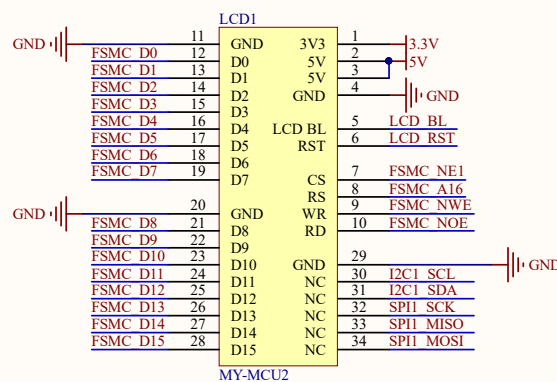 LCD1
GND 11 GND 3V3 1 3.3V
FSMC_D0 12 D0 5V 2 5V
FSMC_D1 13 D1 5V 3
FSMC_D2 14 D2 GND 4 GND
FSMC_D3 15 D3
FSMC_D4 16 D4 LCD BL 5 LCD_BL
FSMC_D5 17 D5 RST 6 LCD_RST
FSMC_D6 18 D6
FSMC_D7 19 D7 CS 7 FSMC_NE1
RS 8 FSMC_A16
GND 20 GND WR 9 FSMC_NWE
FSMC_D8 21 D8 RD 10 FSMC_NOE
FSMC_D9 22 D9
FSMC_D10 23 D10 GND 29 GND
FSMC_D11 24 D11 NC 30 I2C1_SCL
FSMC_D12 25 D12 NC 31 I2C1_SDA
FSMC_D13 26 D13 NC 32 SPI1_SCK
FSMC_D14 27 D14 NC 33 SPI1_MISO
FSMC_D15 28 D15 NC 34 SPI1_MOSI
MY-MCU2